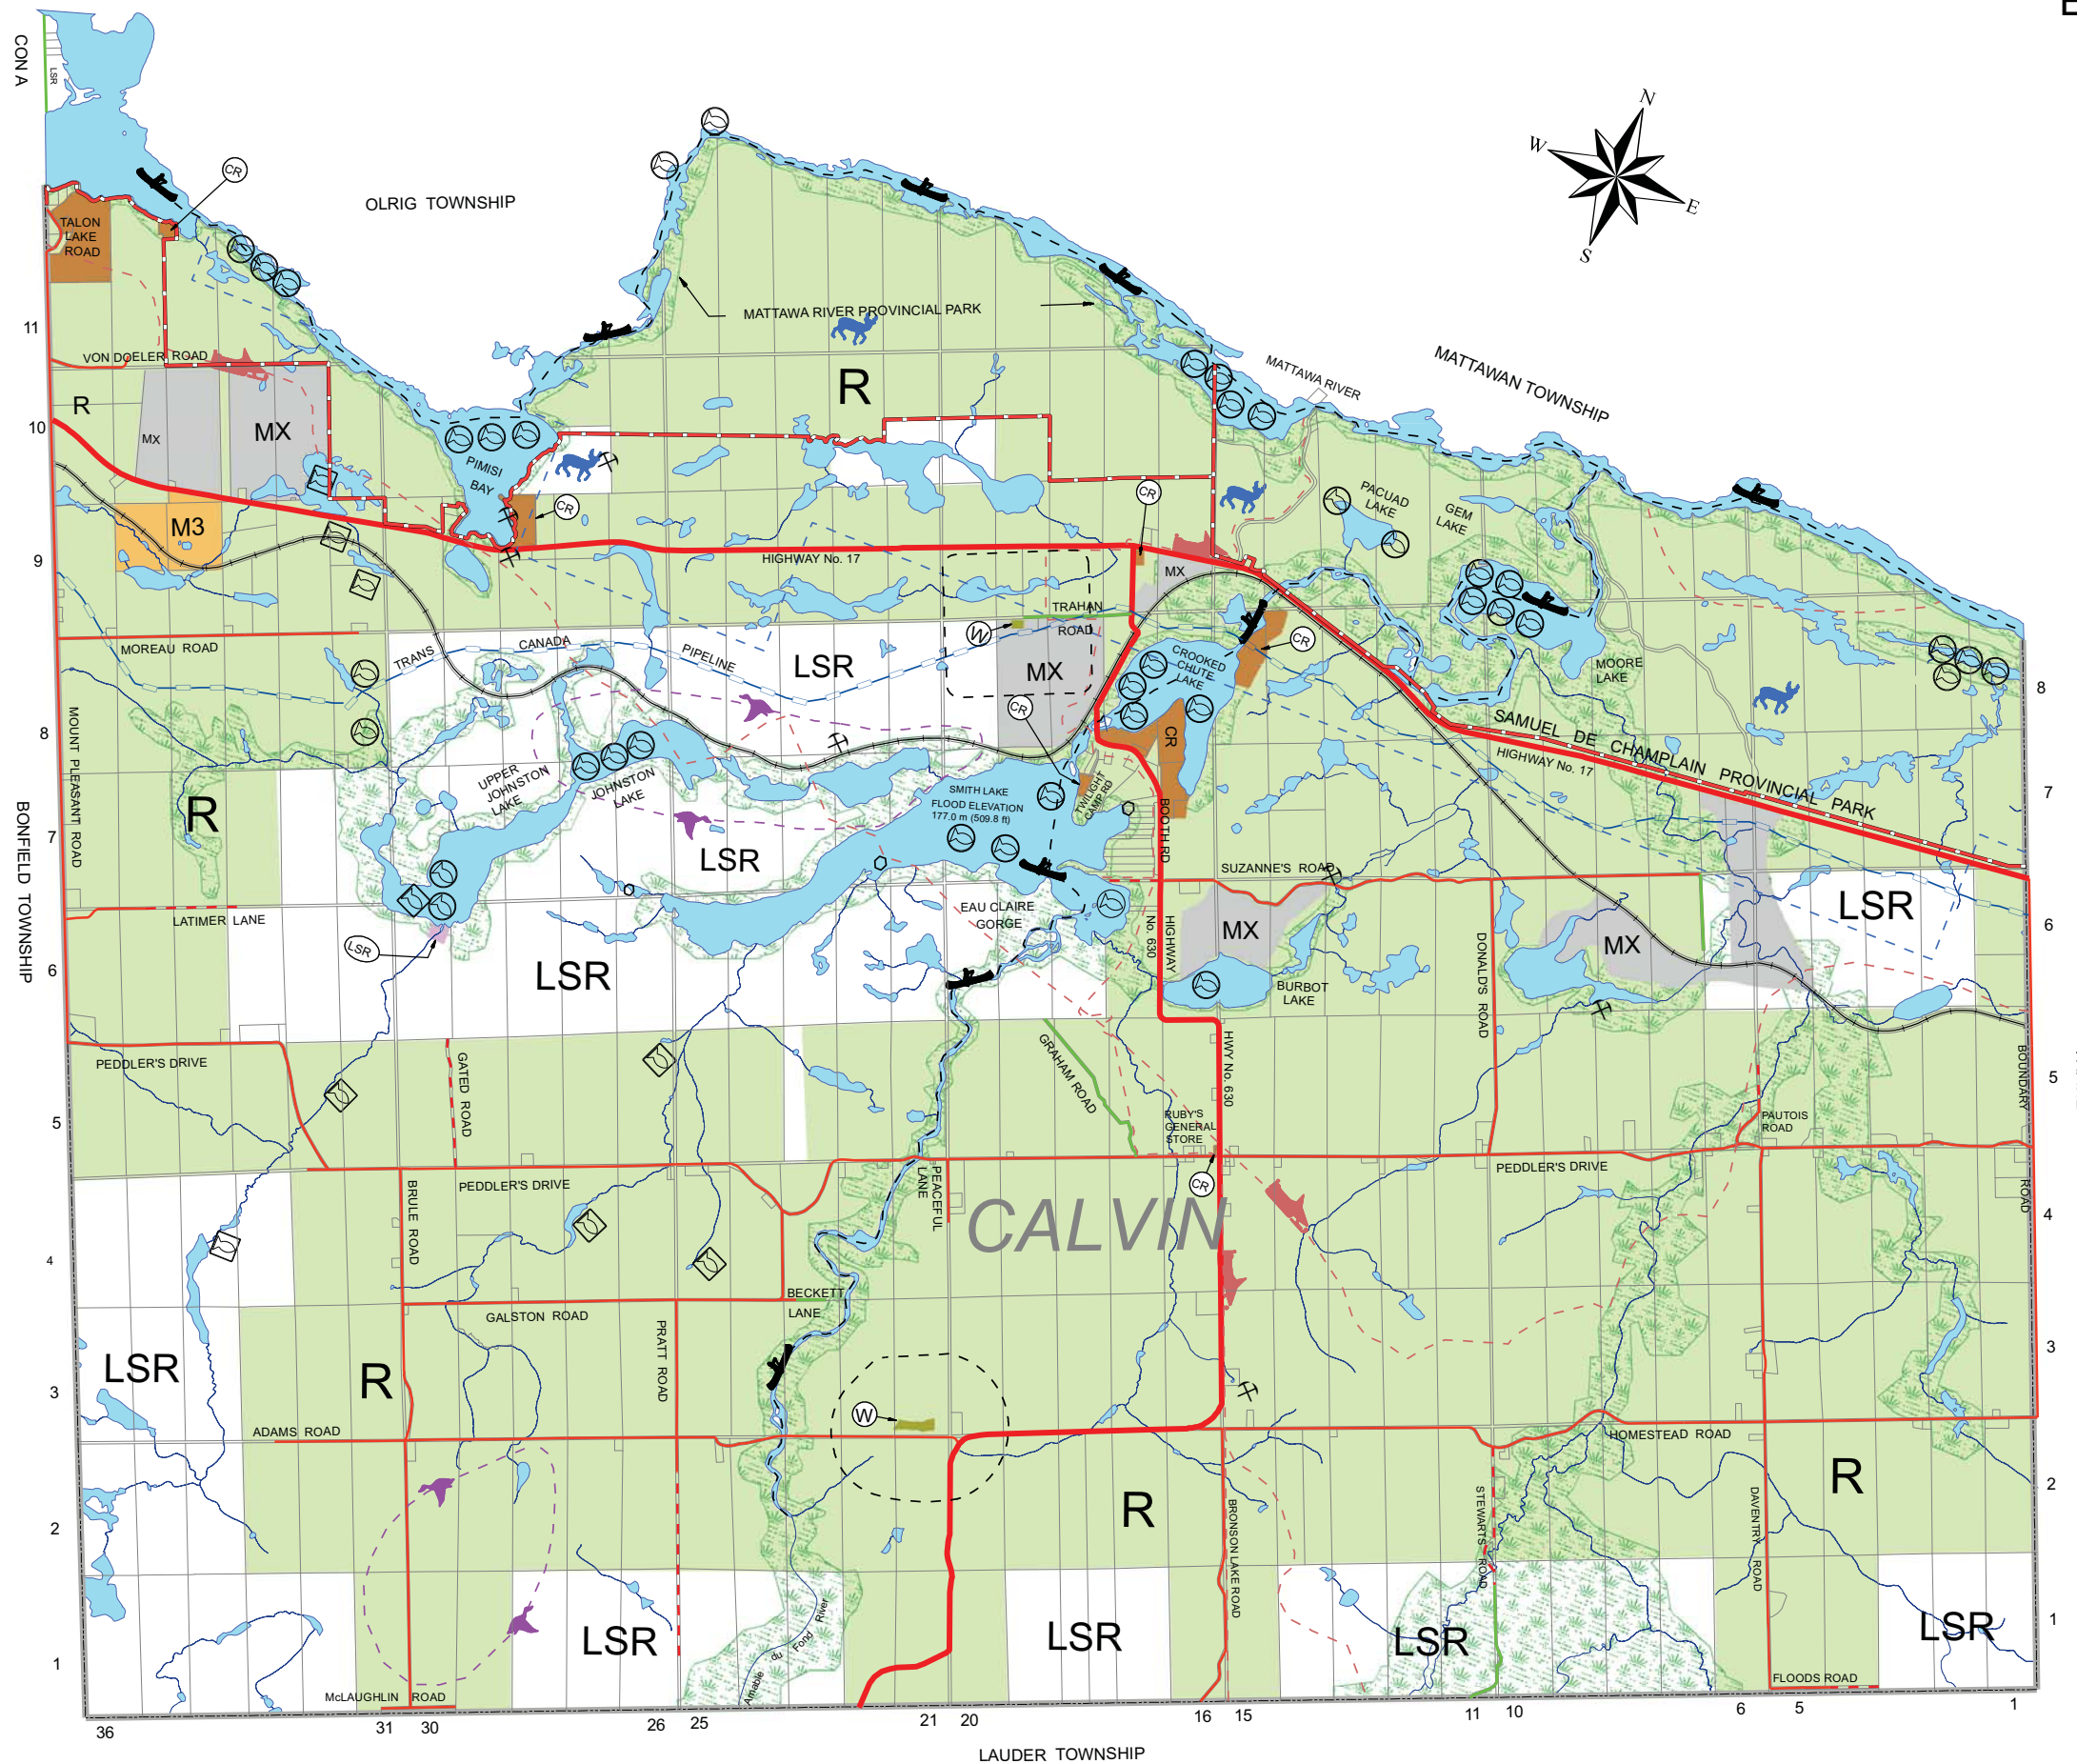 E
CON A
LSR
N
W
E
S
CR
OLRIG TOWNSHIP
TALON
LAKE
ROAD
MATTAWA RIVER PROVINCIAL PARK
11
VON DOELER ROAD
MATTAWA RIVER
MATTAWAN TOWNSHIP
R
R
10
MX
MX
PIMISI
BAY
CR
CR
PACUAD
LAKE
GEM
LAKE
M3
9
HIGHWAY No. 17
MX
TRAHAN
ROAD
W
MOREAU ROAD
TRANS
CANADA
PIPELINE
LSR
MX
CR
CROOKED
CHUTE
LAKE
CR
MOORE
LAKE
8
8
MOUNT PLEASANT ROAD
CR
SAMUEL DE CHAMPLAIN PROVINCIAL PARK
HIGHWAY No. 17
UPPER
JOHNSTON
LAKE
JOHNSTON
LAKE
SMITH LAKE
FLOOD ELEVATION
177.0 m (509.8 ft)
TWILIGHT
CAMP RD
BOOTH RD
7
7
R
LSR
BONFIELD TOWNSHIP
SUZANNE'S ROAD
LATIMER LANE
EAU CLAIRE
GORGE
HIGHWAY
No. 630
MX
MX
LSR
6
6
LSR
LSR
DONALD'S ROAD
BURBOT
LAKE
PEDDLER'S DRIVE
GATED ROAD
GRAHAM ROAD
HWY No. 630
BOUNDARY
ROAD
5
5
RUBY'S
GENERAL
STORE
PAUTOIS
ROAD
PEDDLER'S DRIVE
PEDDLER'S DRIVE
BRULE ROAD
PEACEFUL
LANE
CR
CALVIN
4
4
BECKETT
LANE
GALSTON ROAD
PRATT ROAD
LSR
R
3
3
W
ADAMS ROAD
HOMESTEAD ROAD
R
R
2
2
BRONSON LAKE ROAD
STEWARTS ROAD
DAVENTRY ROAD
Amable du Fond River
LSR
LSR
LSR
LSR
1
1
McLAUGHLIN ROAD
FLOODS ROAD
36
31
30
26
25
21
20
16
15
11
10
6
5
1
LAUDER TOWNSHIP